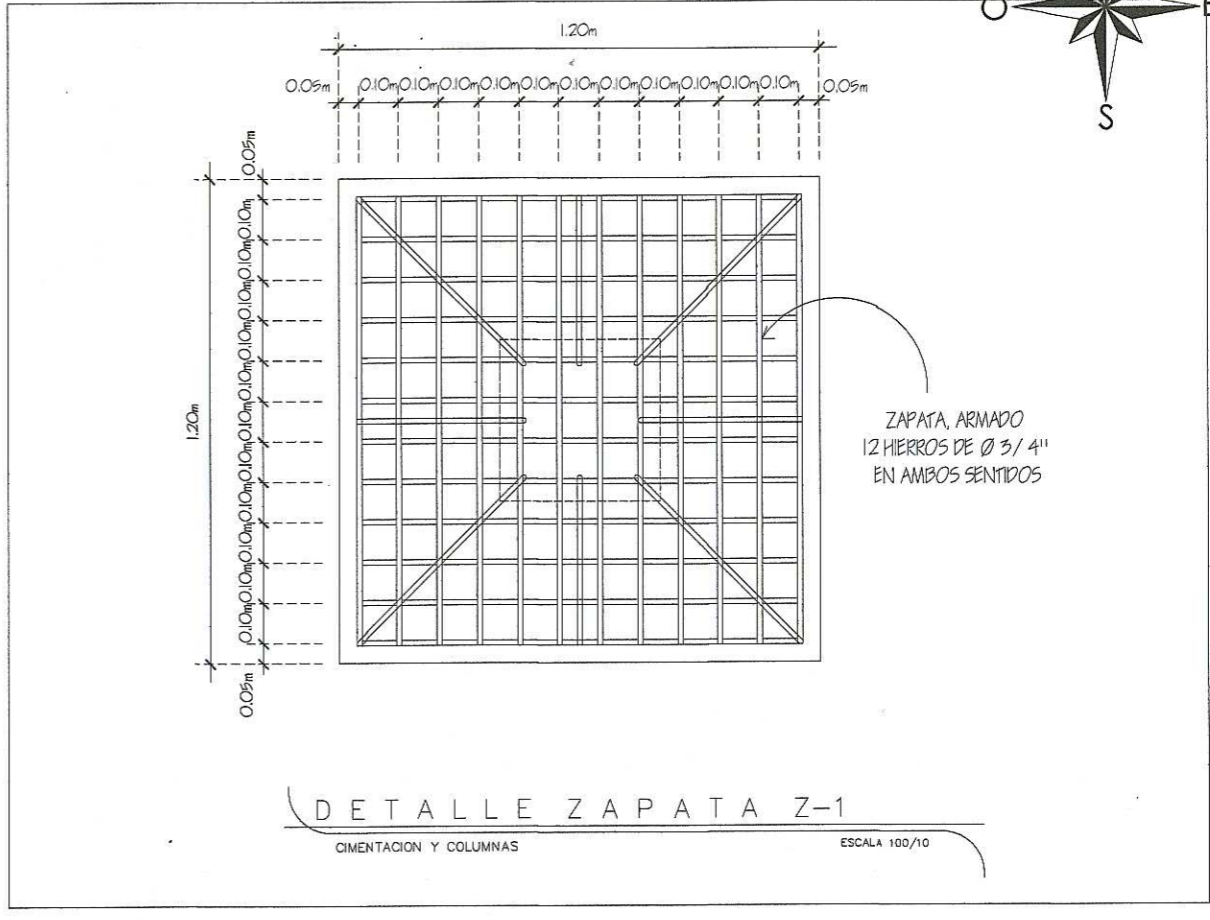 O
E
S
1.20m
0.05m 0.10m 0.10m 0.10m 0.10m 0.10m 0.10m 0.10m 0.10m 0.10m 0.10m 0.10m 0.05m
0.05m
0.10m
0.10m
0.10m
0.10m
0.10m
0.10m
0.10m
0.10m
0.10m
0.10m
0.10m
0.05m
1.20m
ZAPATA, ARMADO
12 HIERROS DE Ø 3/4"
EN AMBOS SENTIDOS
DETALLE ZAPATA Z-1
CIMENTACION Y COLUMNAS
ESCALA 100/10